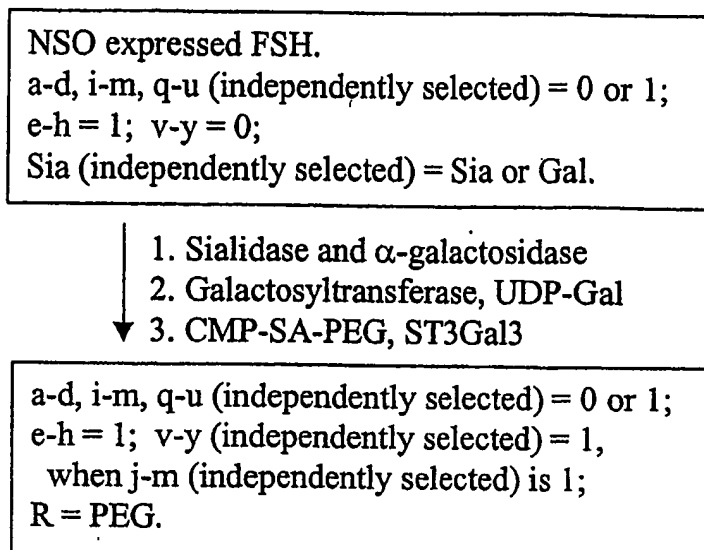 NSO expressed FSH.
a-d, i-m, q-u (independently selected) = 0 or 1;
e-h = 1; v-y = 0;
Sia (independently selected) = Sia or Gal.
1. Sialidase and α-galactosidase
2. Galactosyltransferase, UDP-Gal
3. CMP-SA-PEG, ST3Gal3
a-d, i-m, q-u (independently selected) = 0 or 1;
e-h = 1; v-y (independently selected) = 1,
when j-m (independently selected) is 1;
R = PEG.